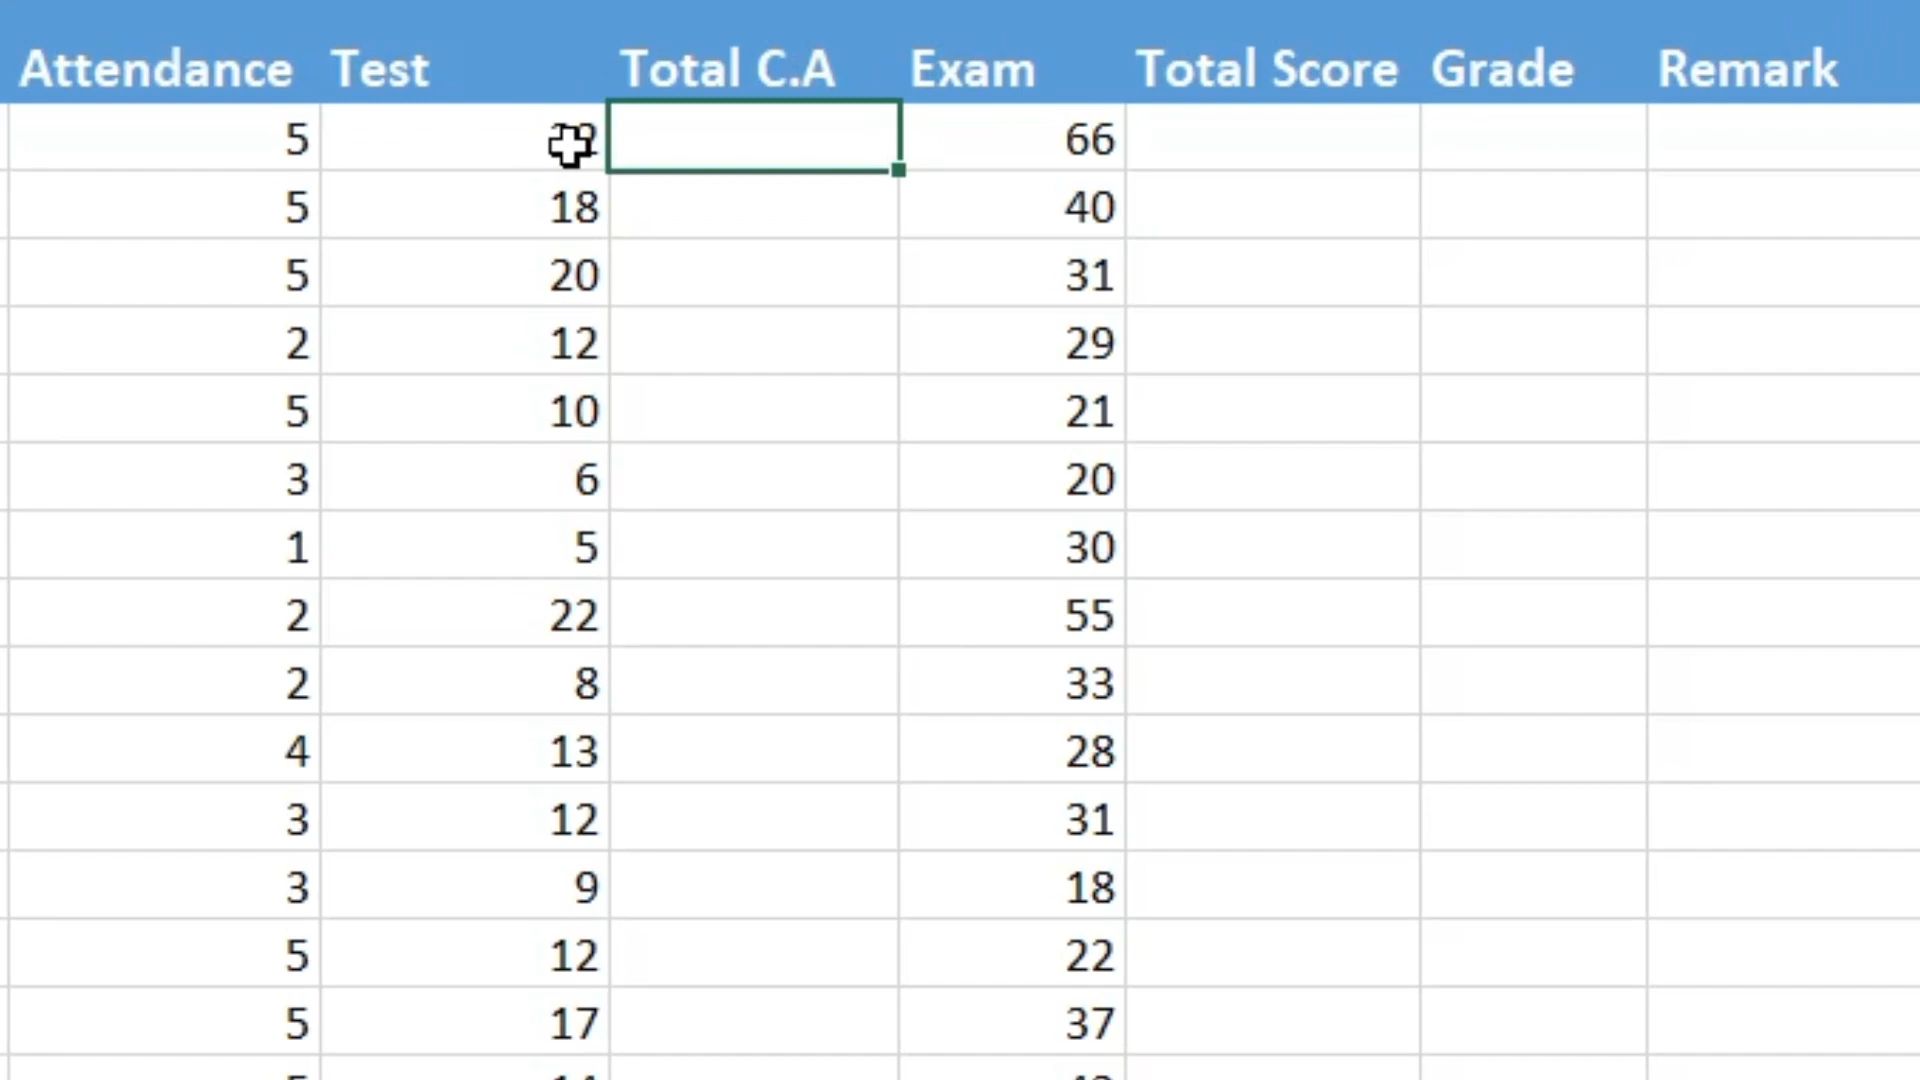 Attendance Test Total C.A Exam Total Score Grade Remark
5 66
5 18 40
5 20 31
2 12 29
5 10 21
3 6 20
1 5 30
2 22 55
2 8 33
4 13 28
3 12 31
3 9 18
5 12 22
5 17 37